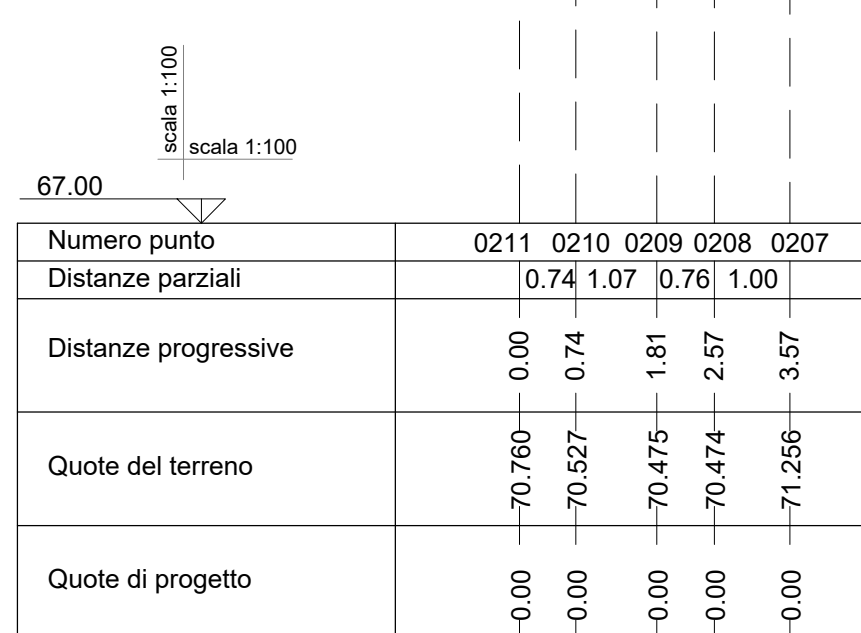 scala 1:100
scala 1:100
67.00
Numero punto 0211 0210 0209 0208 0207
Distanze parziali 0.74 1.07 0.76 1.00
Distanze progressive 0.00 0.74 1.81 2.57 3.57
Quote del terreno 70.760 70.527 70.475 70.474 71.256
Quote di progetto 0.00 0.00 0.00 0.00 0.00